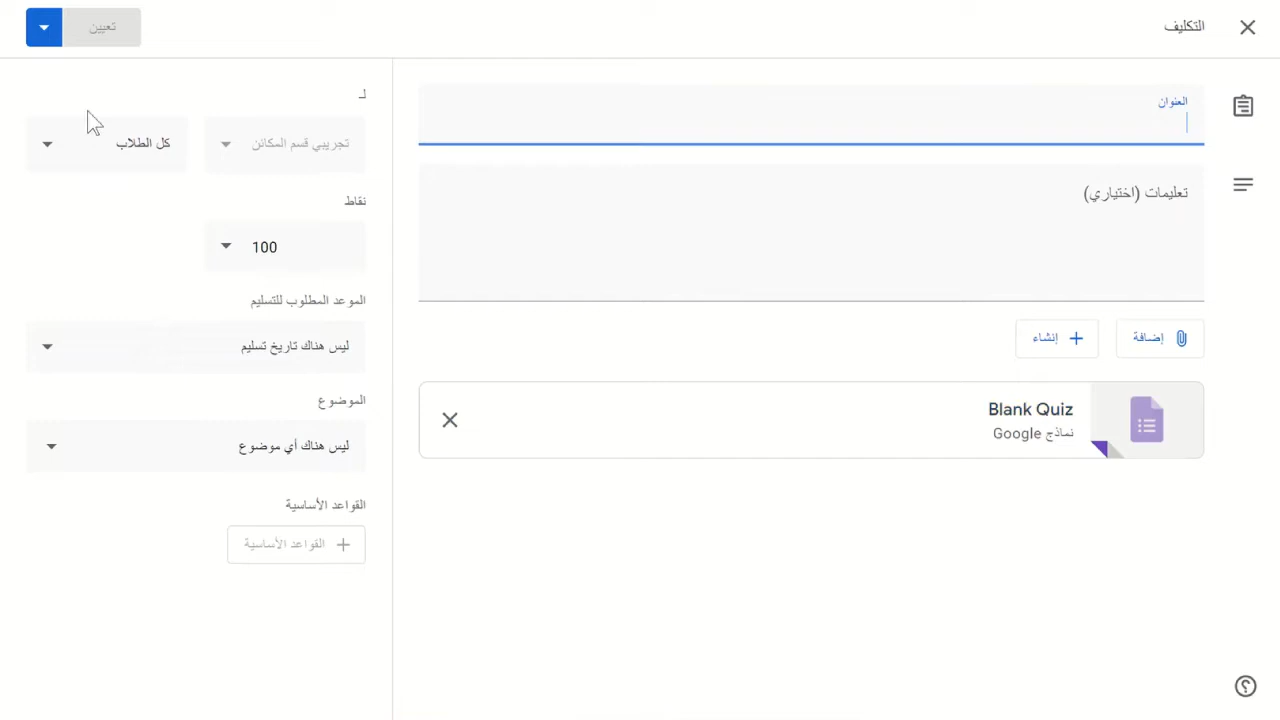 التكليف
تعيين
العنوان
تعليمات (اختياري)
إضافة
إنشاء
Blank Quiz
نماذج Google
لـ
تجريبي قسم المكائن
كل الطلاب
نقاط
100
الموعد المطلوب للتسليم
ليس هناك تاريخ تسليم
الموضوع
ليس هناك أي موضوع
القواعد الأساسية
القواعد الأساسية